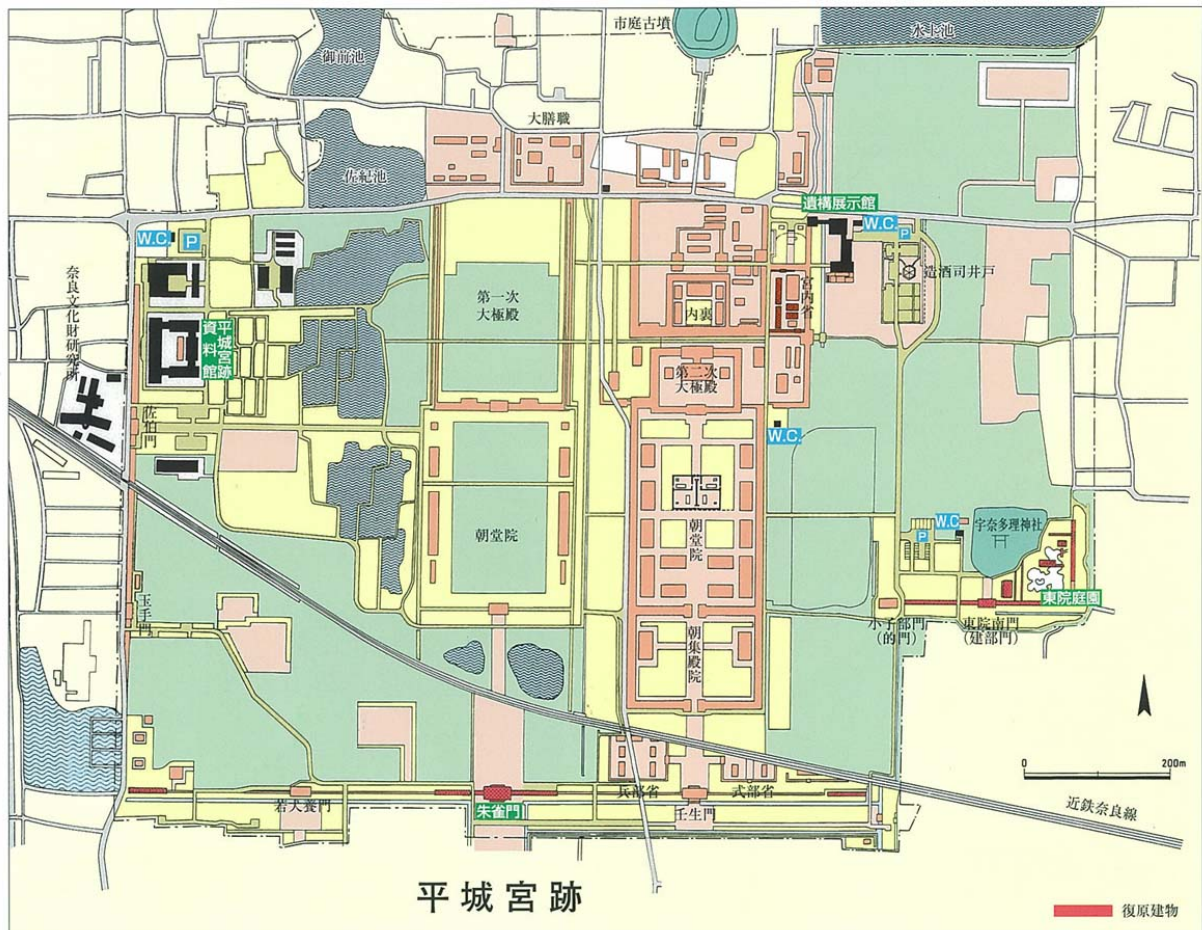 市庭古墳
水上池
御前池
大膳職
佐紀池
遺構展示館
W.C.
P
W.C.
P
造酒司井戸
奈良文化財研究所
平城宮跡
資料館
第一次
大極殿
内裏
宮内省
第二次
大極殿
佐伯門
W.C.
朝堂院
朝堂院
W.C
P
宇奈多理神社
東院庭園
玉手門
小子部門
(的門)
東院南門
(建部門)
朝集殿院
0
200m
兵部省
式部省
若犬養門
朱雀門
壬生門
近鉄奈良線
平城宮跡
復原建物